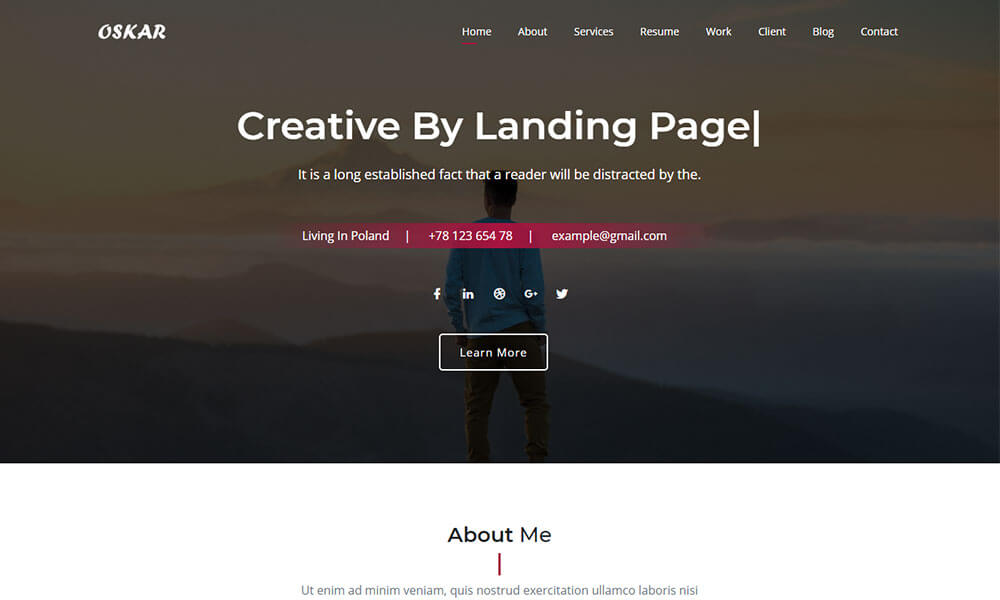 OSKAR
Home About Services Resume Work Client Blog Contact
Creative By Landing Page|
It is a long established fact that a reader will be distracted by the.
Living In Poland | +78 123 654 78 | example@gmail.com
Learn More
About Me
Ut enim ad minim veniam, quis nostrud exercitation ullamco laboris nisi